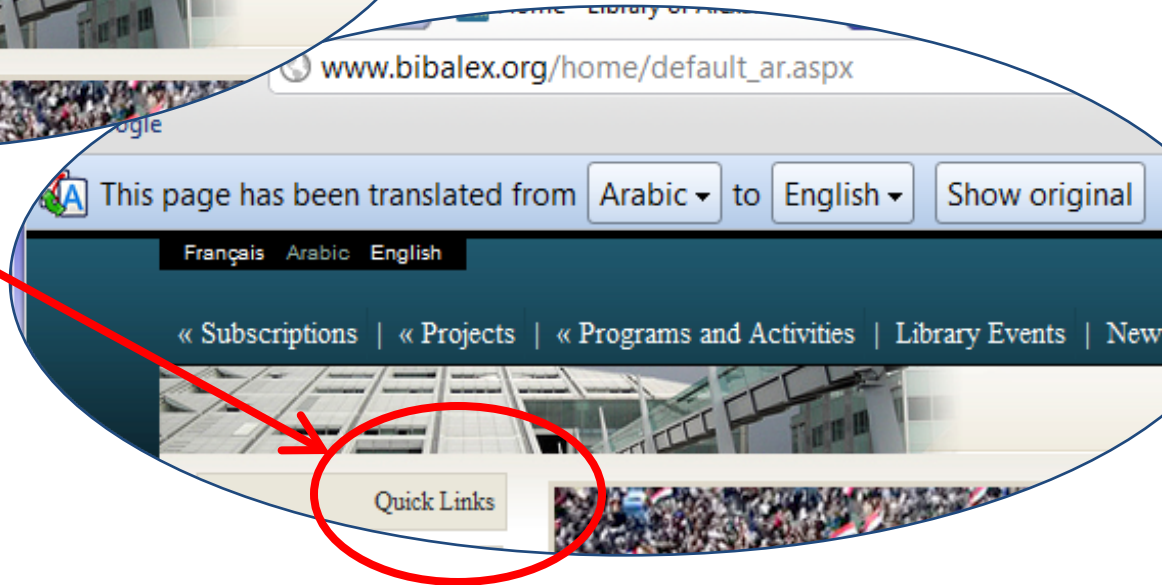 www.bibalex.org/home/default_ar.aspx
This page has been translated from Arabic to English Show original
Français Arabic English
« Subscriptions | « Projects | « Programs and Activities | Library Events | New
Quick Links